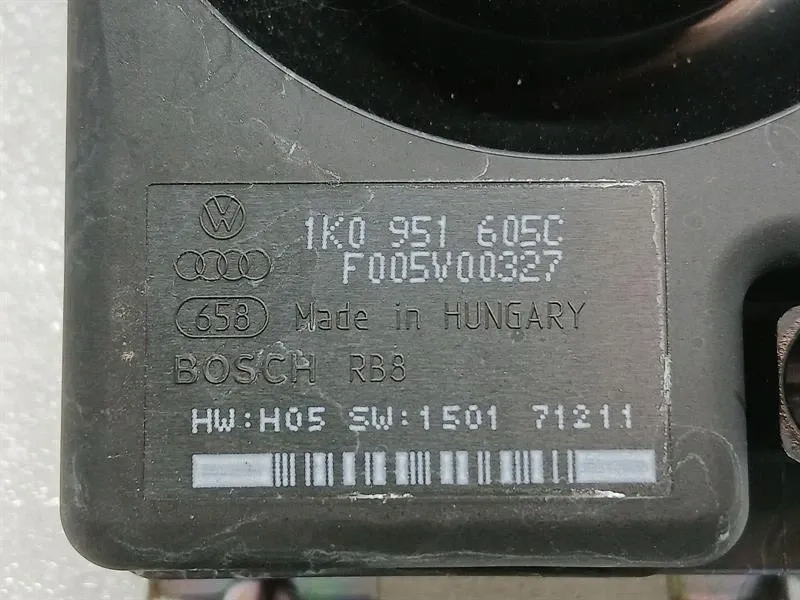 1K0 951 605C
F005V00327
658 Made in HUNGARY
BOSCH RB8
HW:H05 SW:1501 71211